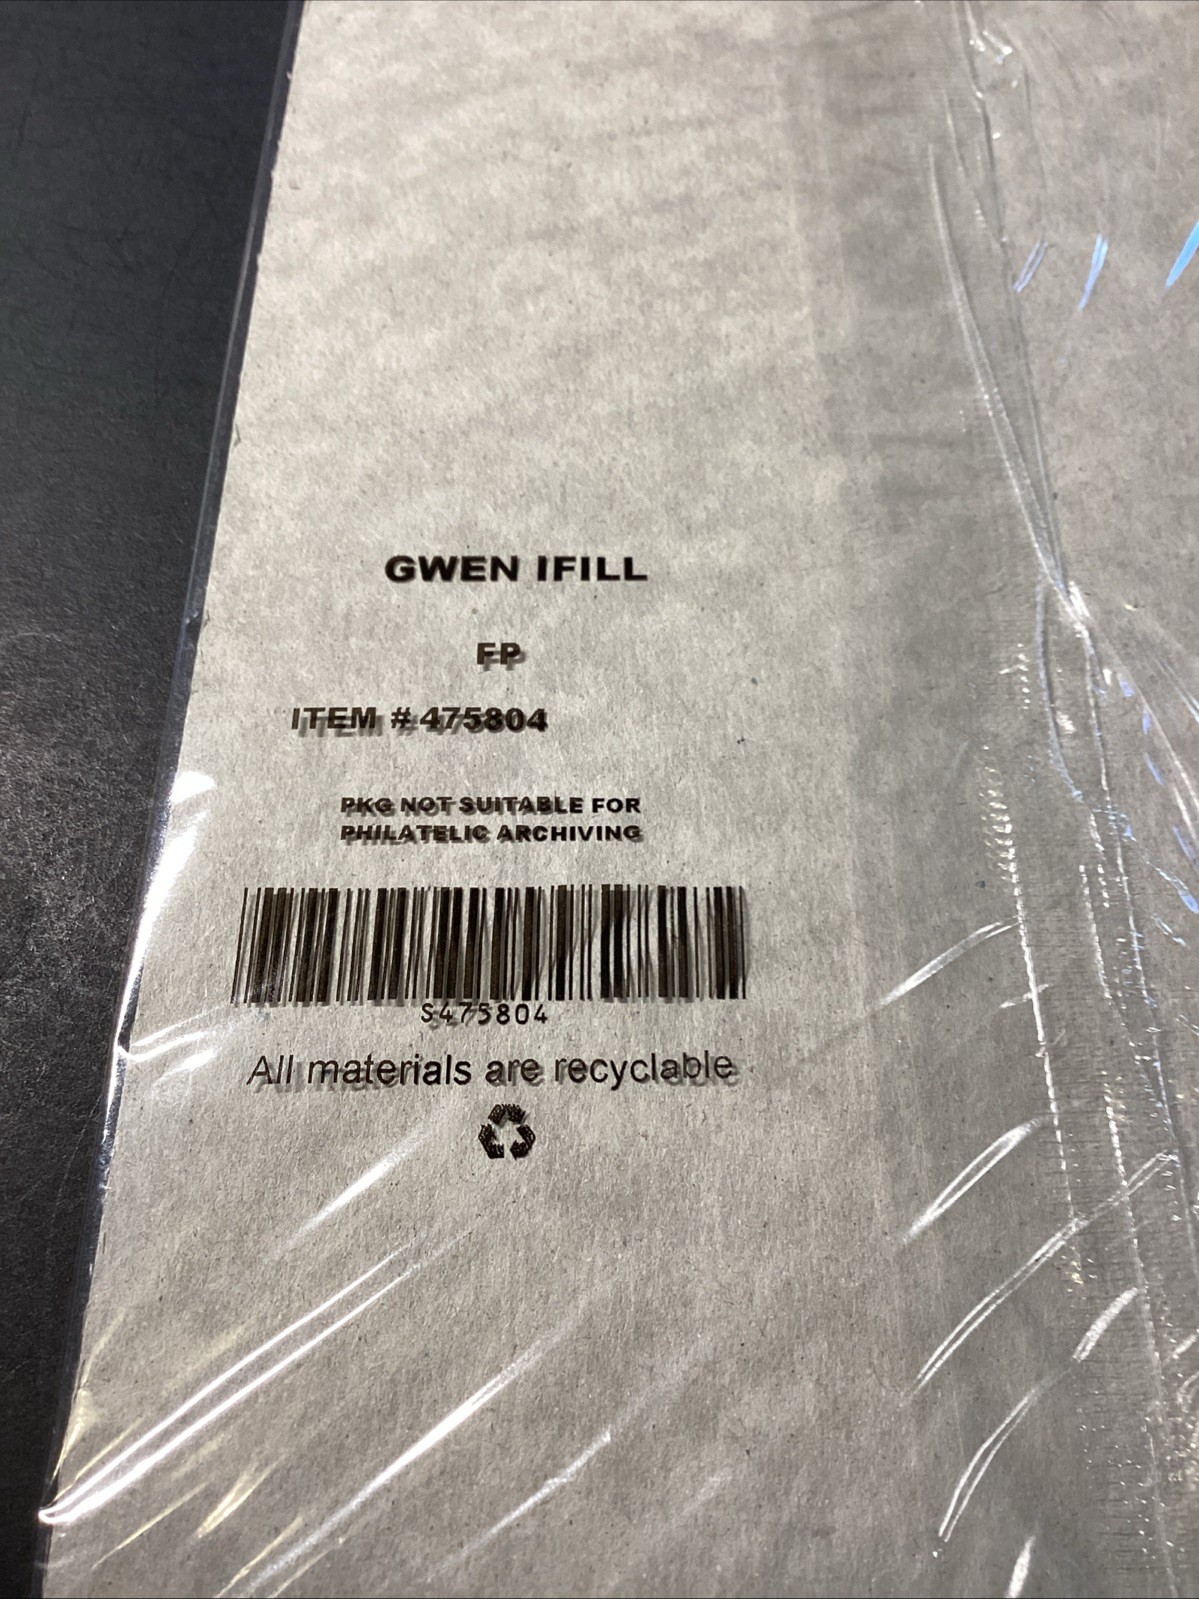 GWEN IFILL
FP
ITEM # 475804
PKG NOT SUITABLE FOR
PHILATELIC ARCHIVING
S475804
All materials are recyclable